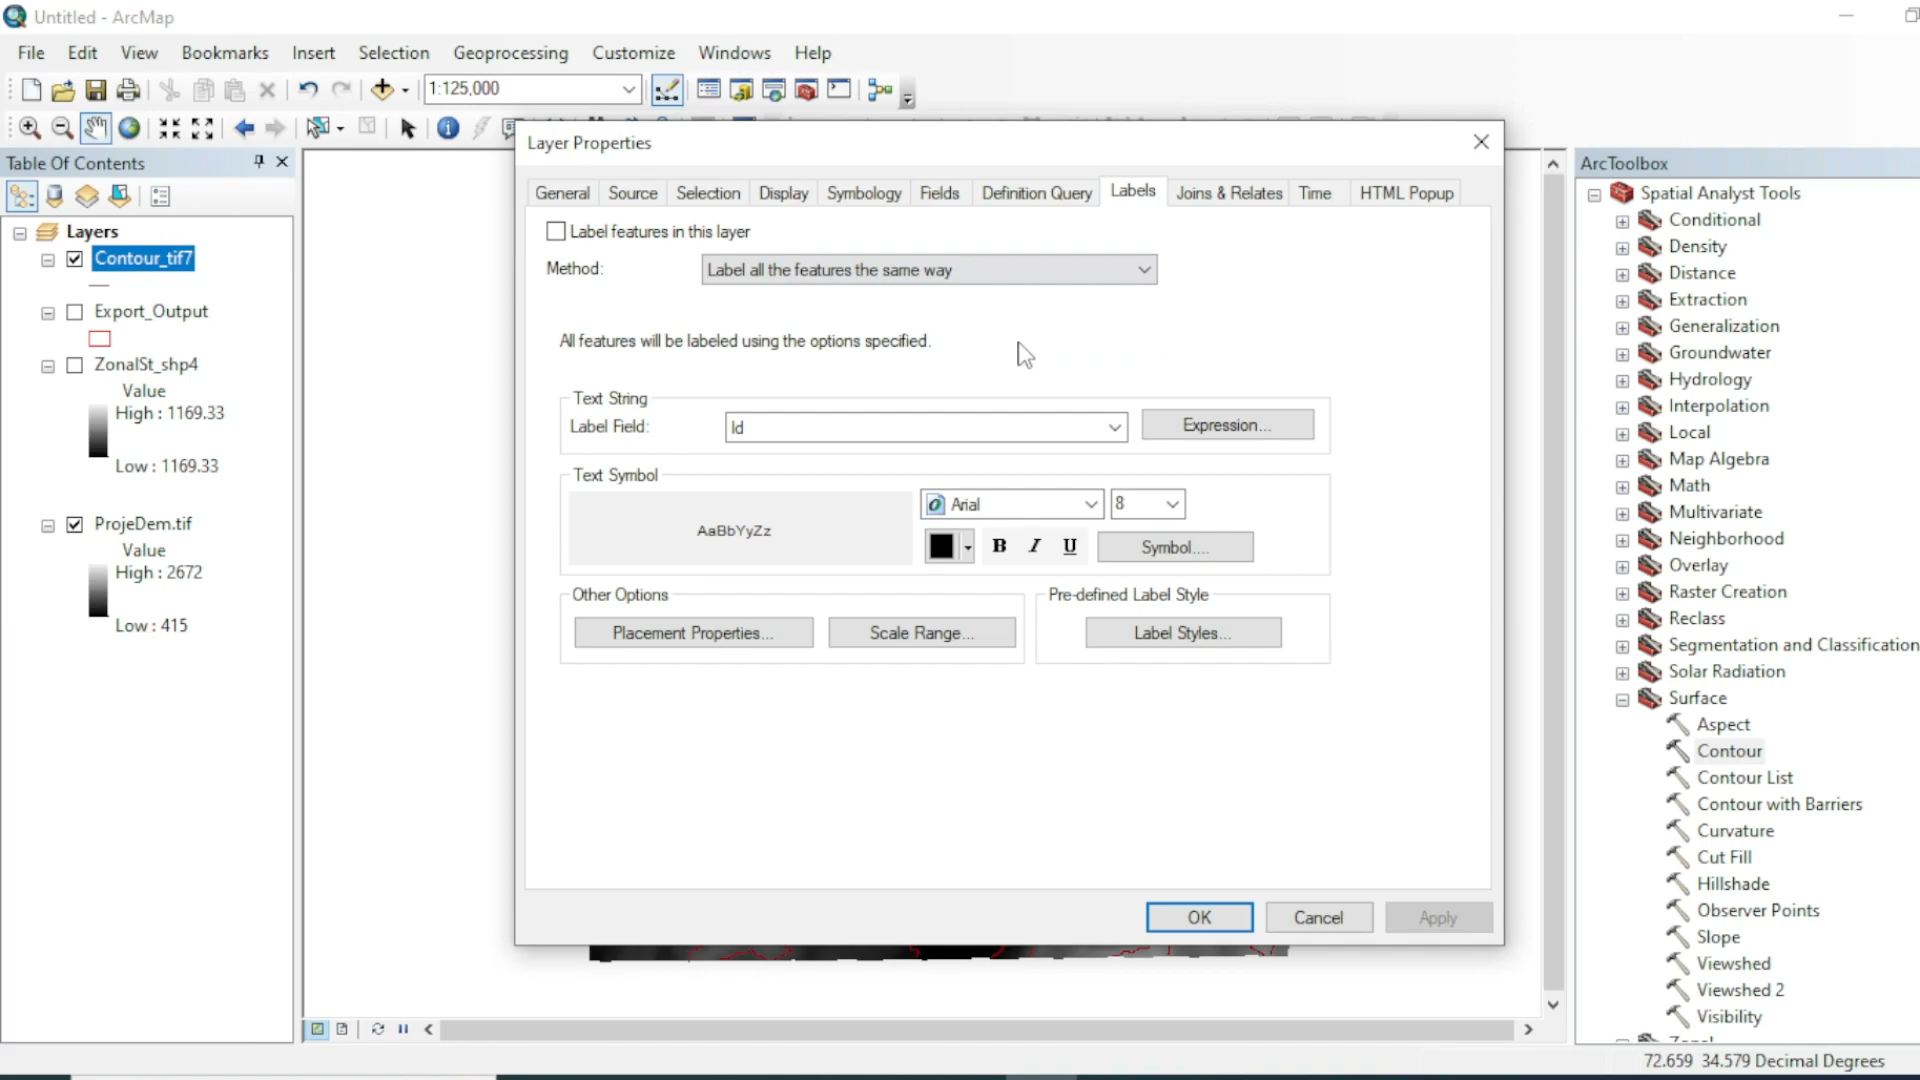 Untitled - ArcMap
File Edit View Bookmarks Insert Selection Geoprocessing Customize Windows Help
1:125,000
Table Of Contents
Layers
Contour_tif7
Export_Output
ZonalSt_shp4
Value
High : 1169.33
Low : 1169.33
ProjeDem.tif
Value
High : 2672
Low : 415
Layer Properties
General Source Selection Display Symbology Fields Definition Query Labels Joins & Relates Time HTML Popup
Label features in this layer
Method: Label all the features the same way
All features will be labeled using the options specified.
Text String
Label Field: Id Expression...
Text Symbol
AaBbYyZz
Arial 8
B I U Symbol....
Other Options
Placement Properties... Scale Range...
Pre-defined Label Style
Label Styles...
OK Cancel Apply
ArcToolbox
Spatial Analyst Tools
Conditional
Density
Distance
Extraction
Generalization
Groundwater
Hydrology
Interpolation
Local
Map Algebra
Math
Multivariate
Neighborhood
Overlay
Raster Creation
Reclass
Segmentation and Classification
Solar Radiation
Surface
Aspect
Contour
Contour List
Contour with Barriers
Curvature
Cut Fill
Hillshade
Observer Points
Slope
Viewshed
Viewshed 2
Visibility
72.659 34.579 Decimal Degrees